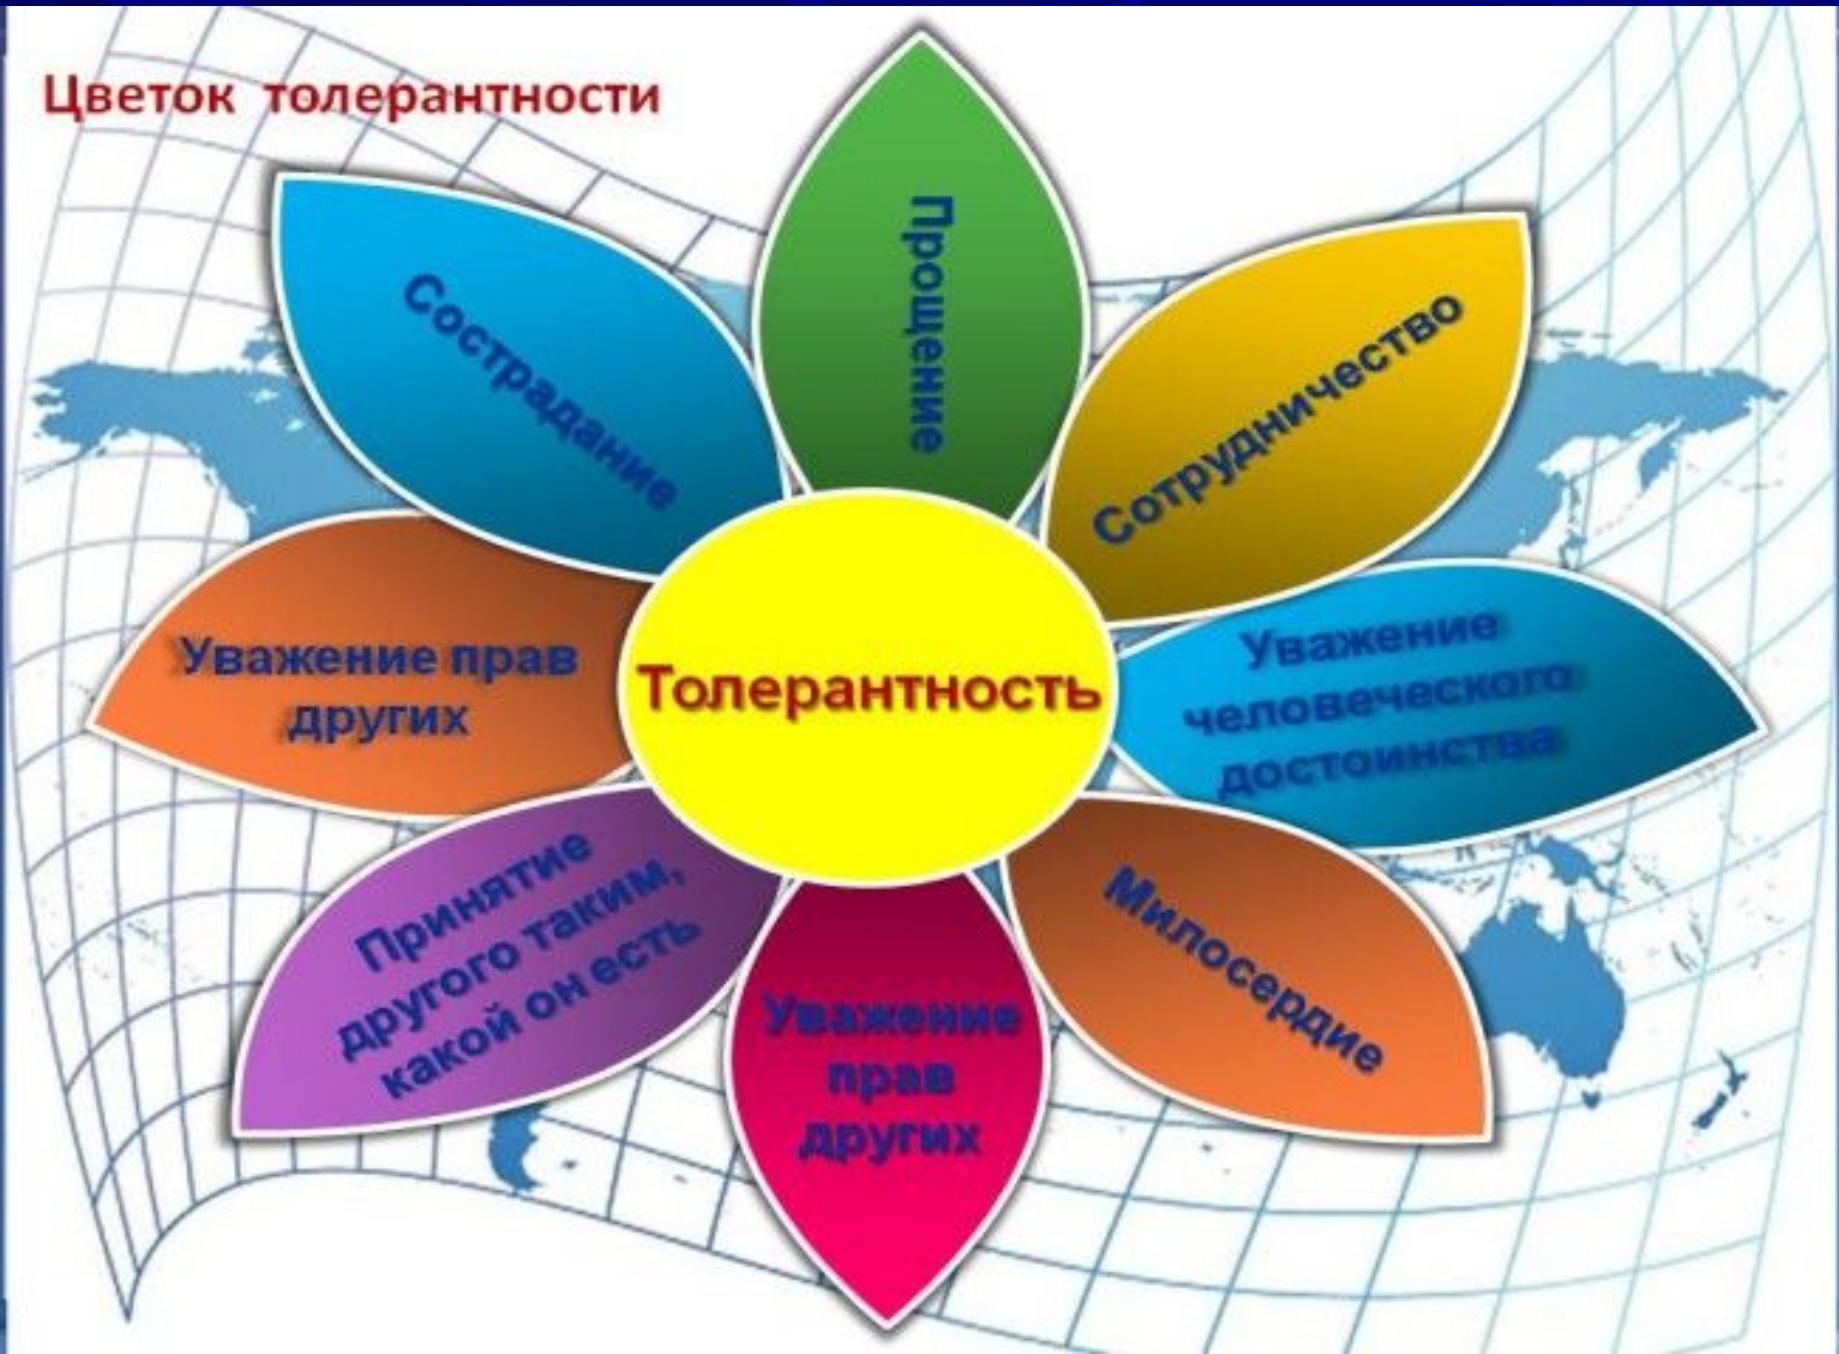 Цветок толерантности
Прощение
Сотрудничество
Сострадание
Уважение
человеческого
достоинства
Уважение прав
других
Толерантность
Милосердие
Принятие
другого таким,
какой он есть
Уважение
прав
других